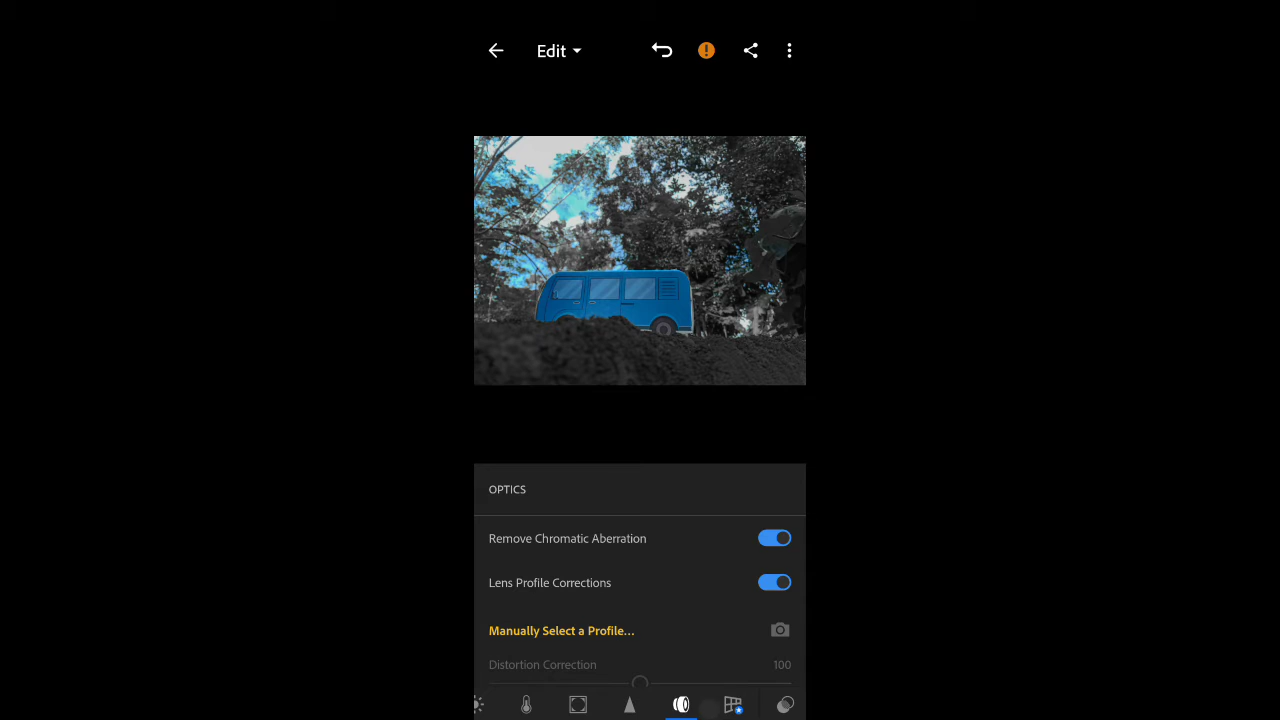 Edit
OPTICS
Remove Chromatic Aberration
Lens Profile Corrections
Manually Select a Profile...
Distortion Correction 100